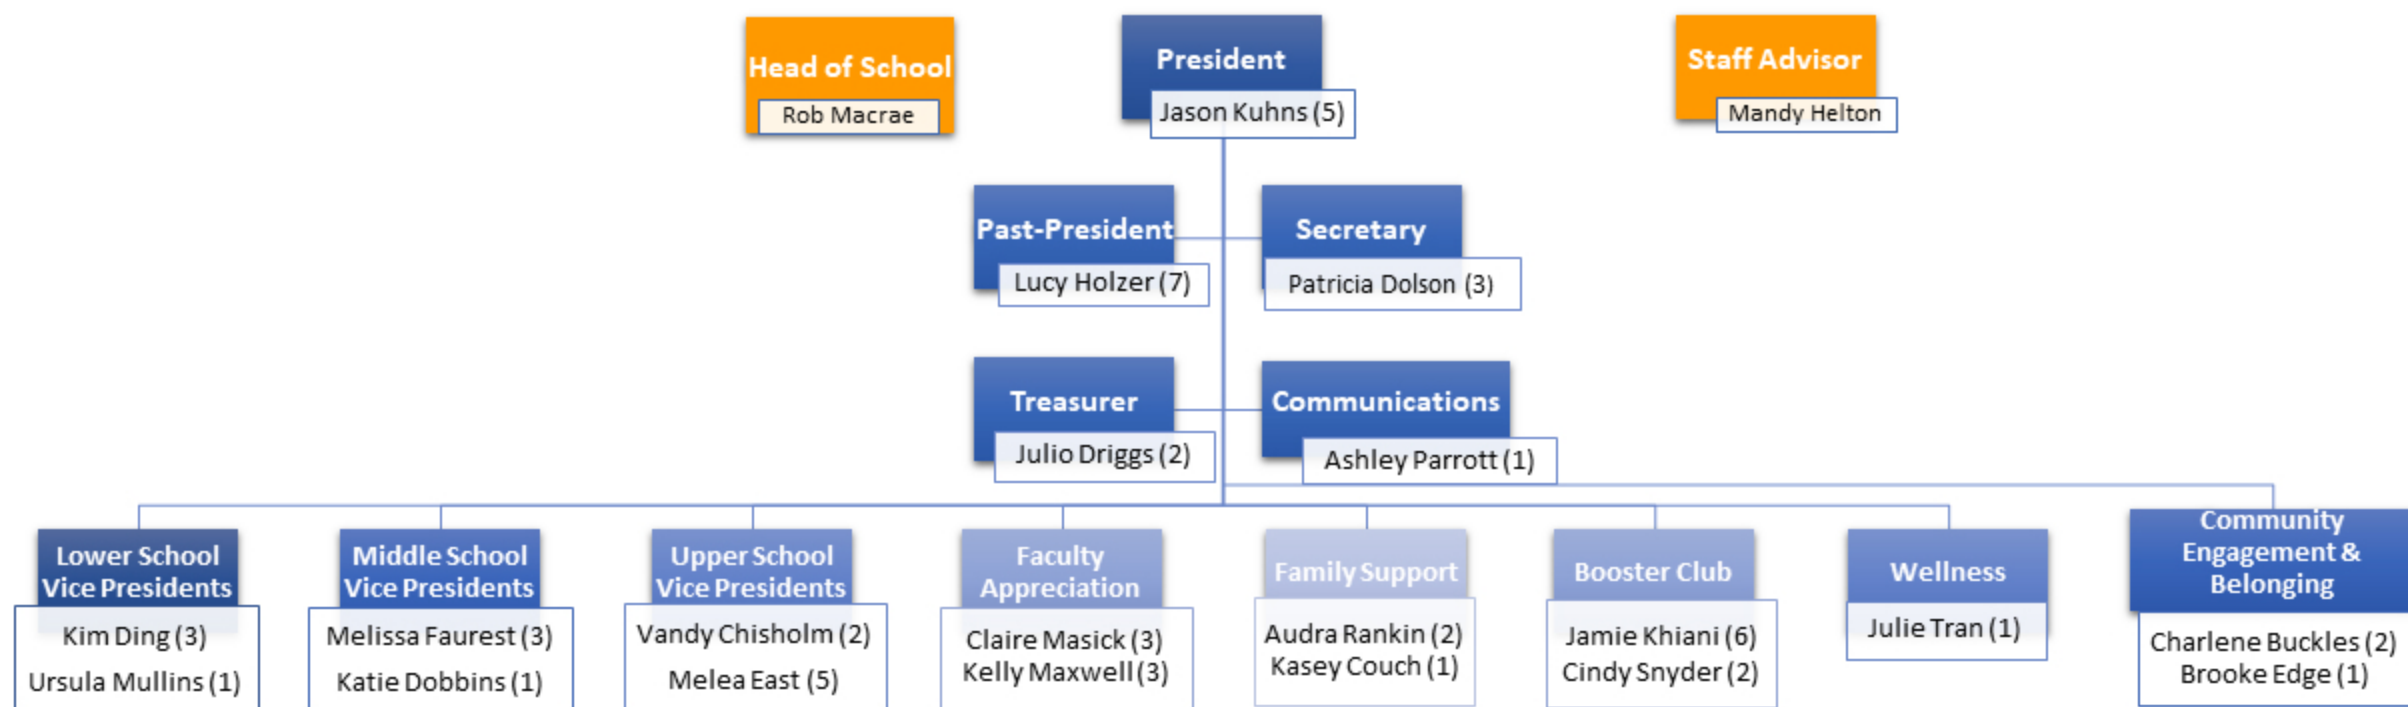 Head of School
Rob Macrae
President
Jason Kuhns (5)
Staff Advisor
Mandy Helton
Past-President
Lucy Holzer (7)
Secretary
Patricia Dolson (3)
Treasurer
Julio Driggs (2)
Communications
Ashley Parrott (1)
Lower School
Vice Presidents
Kim Ding (3)
Ursula Mullins (1)
Middle School
Vice Presidents
Melissa Faurest (3)
Katie Dobbins (1)
Upper School
Vice Presidents
Vandy Chisholm (2)
Melea East (5)
Faculty
Appreciation
Claire Masick (3)
Kelly Maxwell (3)
Family Support
Audra Rankin (2)
Kasey Couch (1)
Booster Club
Jamie Khiani (6)
Cindy Snyder (2)
Wellness
Julie Tran (1)
Community
Engagement &
Belonging
Charlene Buckles (2)
Brooke Edge (1)